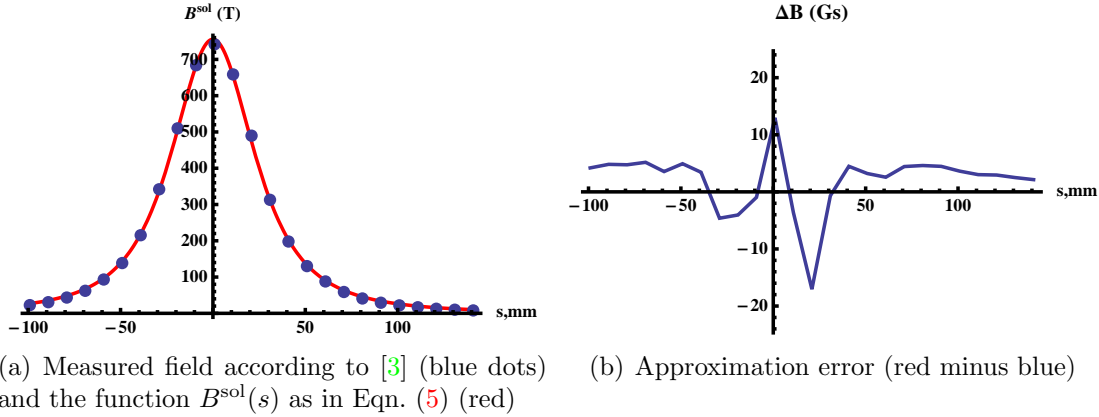 B^sol (T)
700
600
500
400
300
200
100
−100
−50
50
100
s,mm
ΔB (Gs)
20
10
−10
−20
−100
−50
50
100
s,mm
(a) Measured field according to [3] (blue dots)
and the function B^sol(s) as in Eqn. (5) (red)
(b) Approximation error (red minus blue)